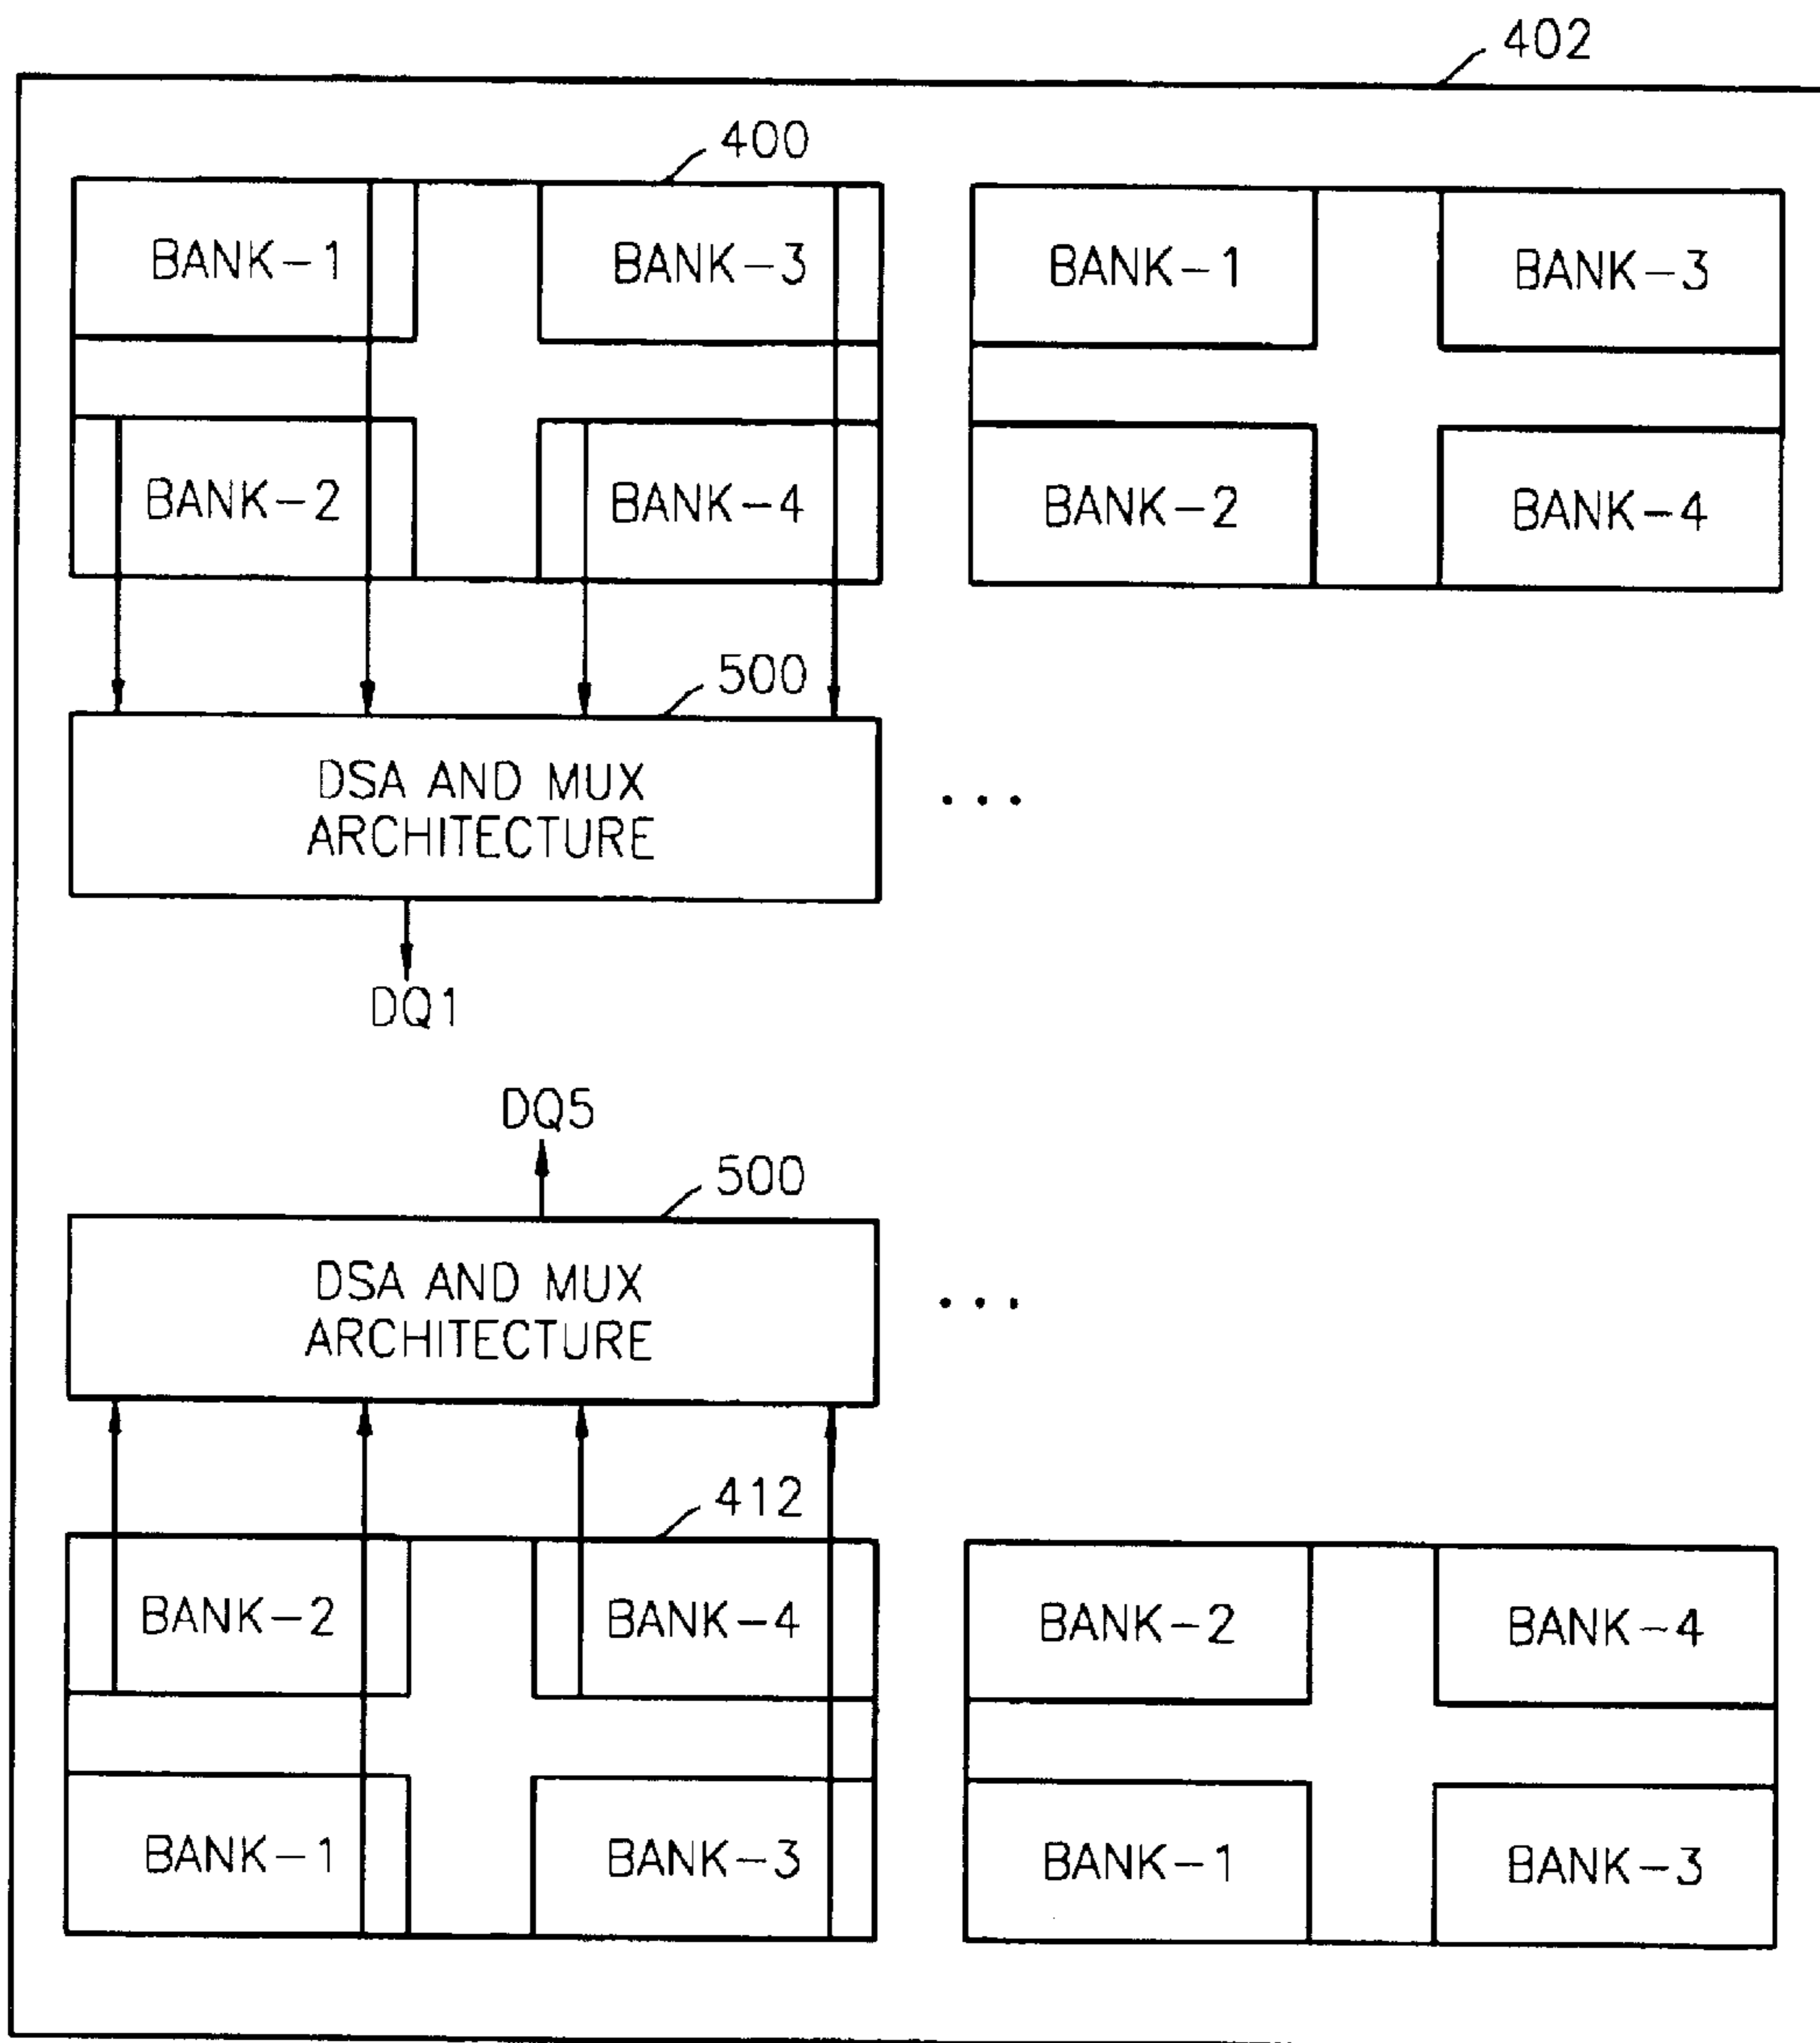 402
400
BANK-1 BANK-3 BANK-1 BANK-3
BANK-2 BANK-4 BANK-2 BANK-4
500
DSA AND MUX
ARCHITECTURE
...
DQ1
DQ5
500
DSA AND MUX
ARCHITECTURE
...
412
BANK-2 BANK-4 BANK-2 BANK-4
BANK-1 BANK-3 BANK-1 BANK-3